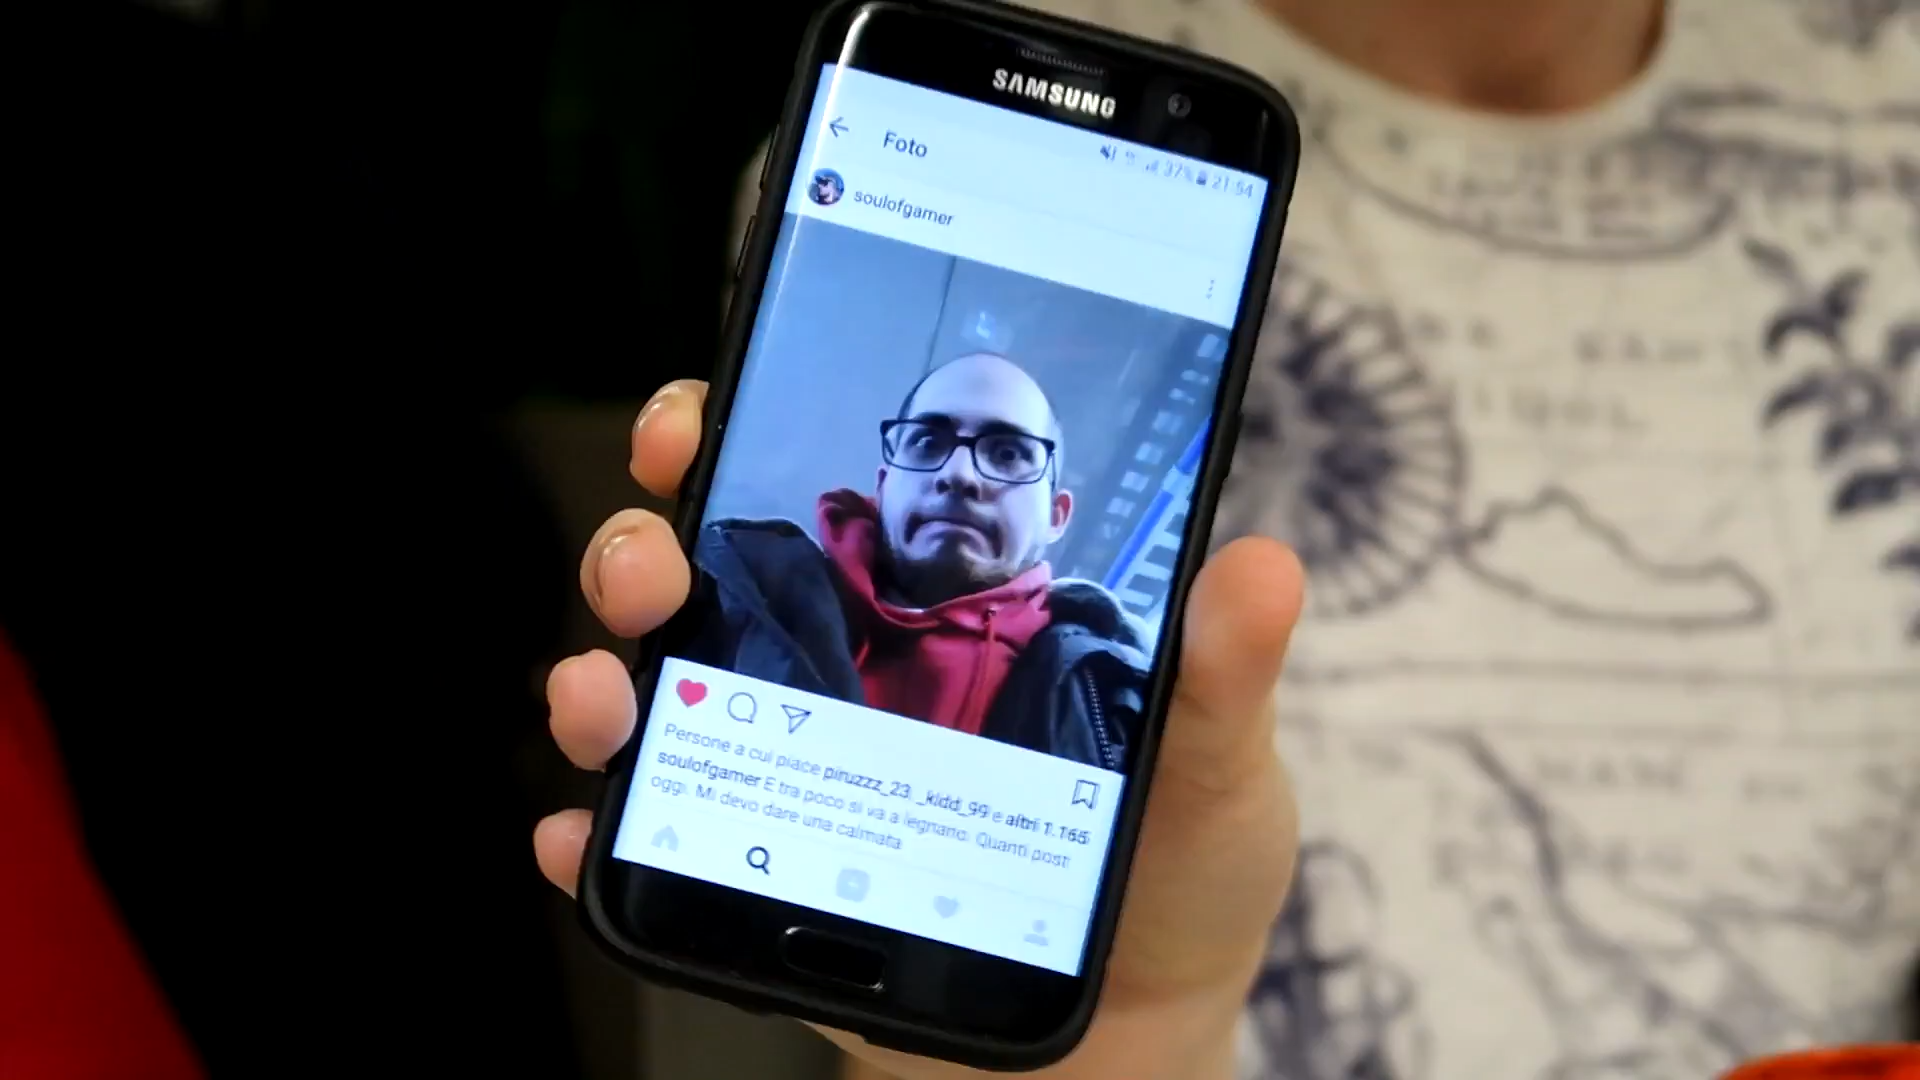 SAMSUNG
37% 21:54
Foto
soulofgamer
Persone a cui piace piruzzz_23, _kidd_99 e altri 1.165
soulofgamer E tra poco si va a legnano. Quanti posti
oggi. Mi devo dare una calmata